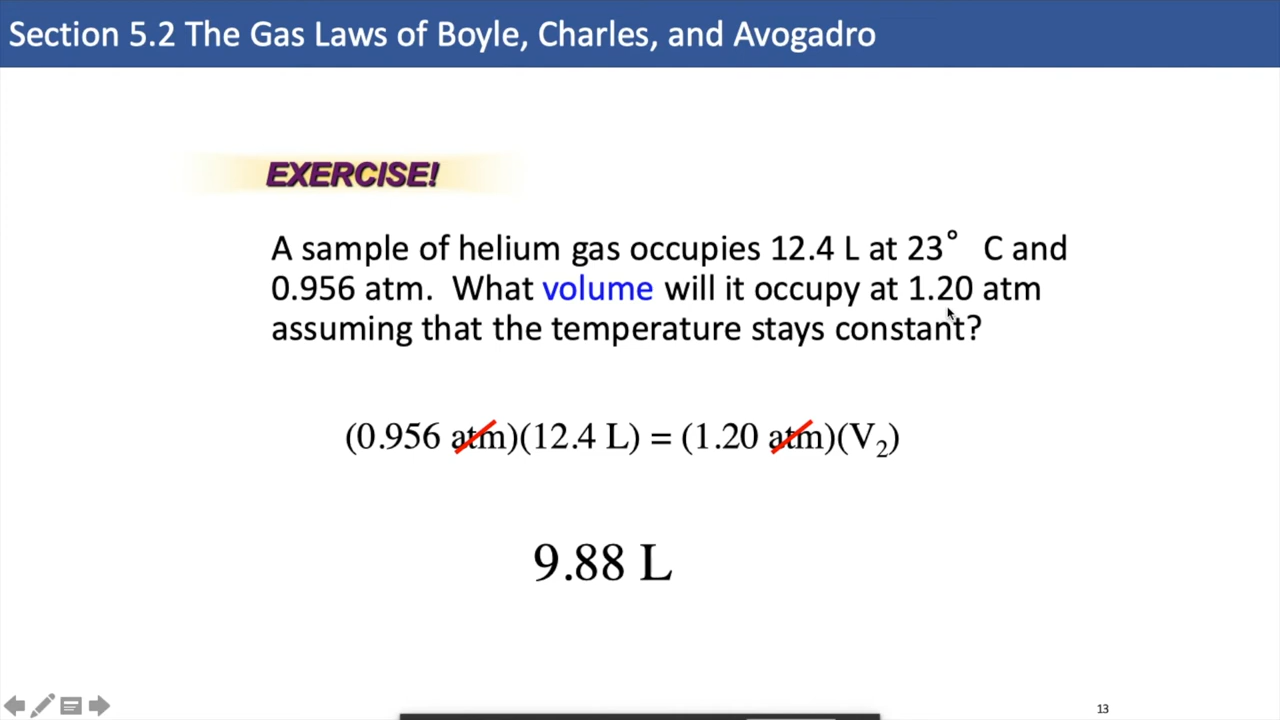 Section 5.2 The Gas Laws of Boyle, Charles, and Avogadro
EXERCISE!
A sample of helium gas occupies 12.4 L at 23° C and
0.956 atm. What volume will it occupy at 1.20 atm
assuming that the temperature stays constant?
(0.956 atm)(12.4 L) = (1.20 atm)(V₂)
9.88 L
13